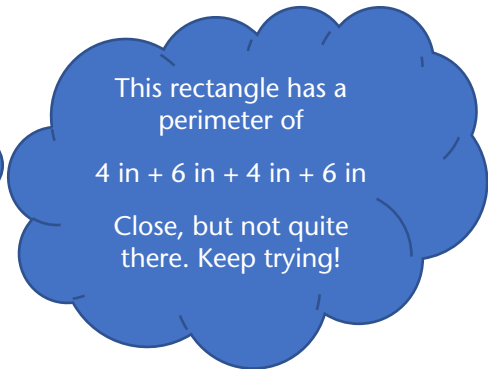 This rectangle has a
perimeter of
4 in + 6 in + 4 in + 6 in
Close, but not quite
there. Keep trying!